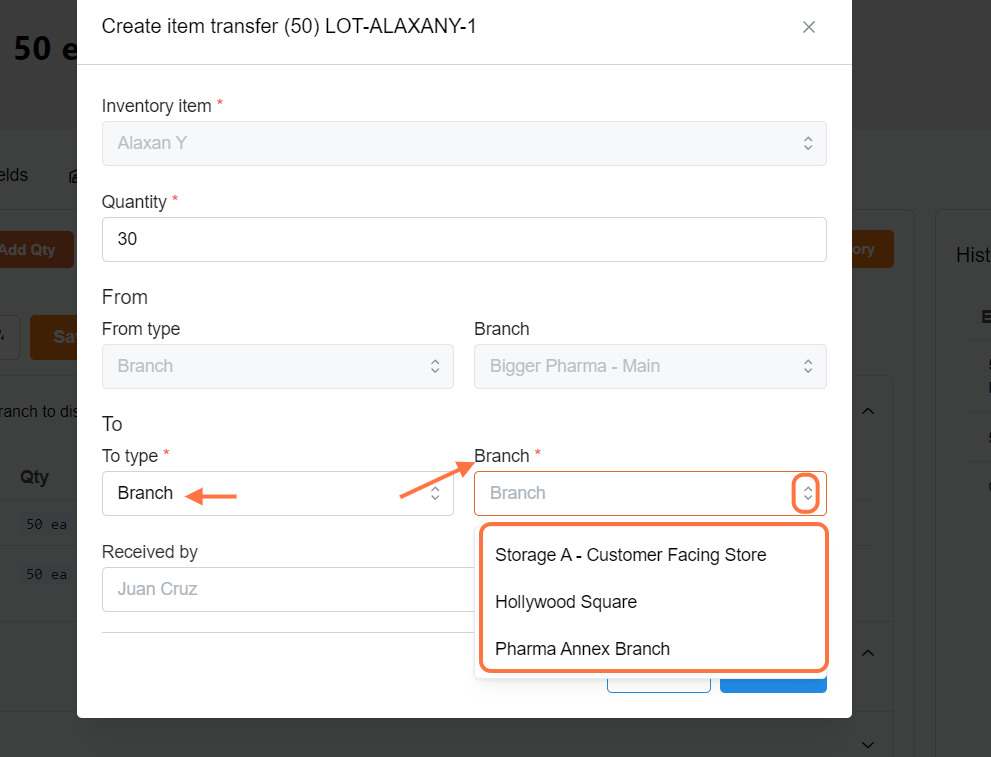 Create item transfer (50) LOT-ALAXANY-1
50 e
Inventory item *
Alaxan Y
elds
Quantity *
30
Add Qty
ory
Hist
From
From type
Branch
Branch
Bigger Pharma - Main
Sa
ranch to dis
To
To type *
Branch *
Branch
Branch
Qty
50 ea
50 ea
Received by
Juan Cruz
Storage A - Customer Facing Store
Hollywood Square
Pharma Annex Branch